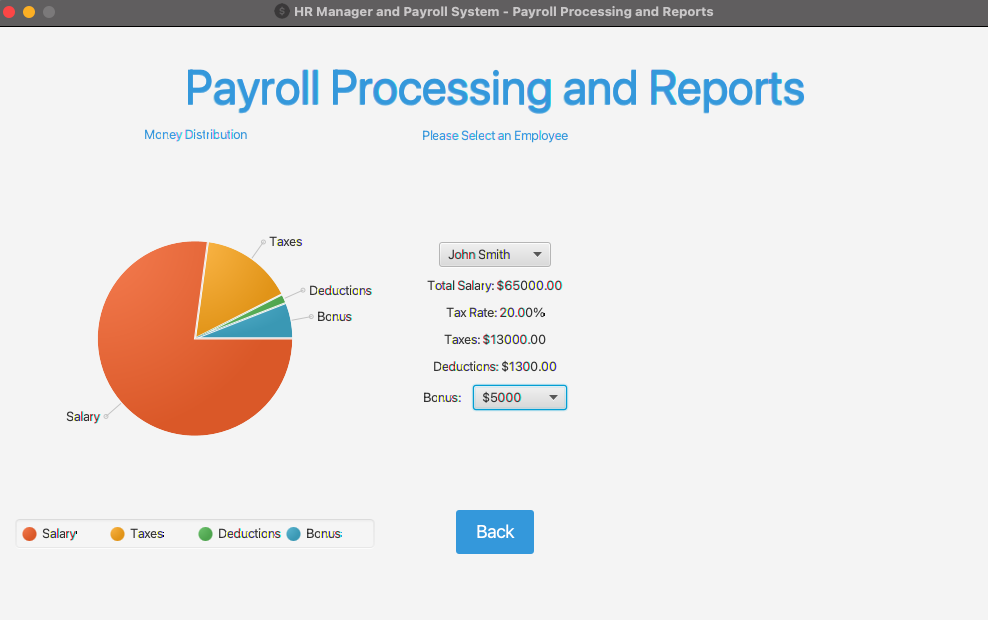 HR Manager and Payroll System - Payroll Processing and Reports
Payroll Processing and Reports
Money Distribution
Please Select an Employee
Taxes
Deductions
Bonus
Salary
John Smith
Total Salary: $65000.00
Tax Rate: 20.00%
Taxes: $13000.00
Deductions: $1300.00
Bonus: $5000
Salary Taxes Deductions Bonus
Back